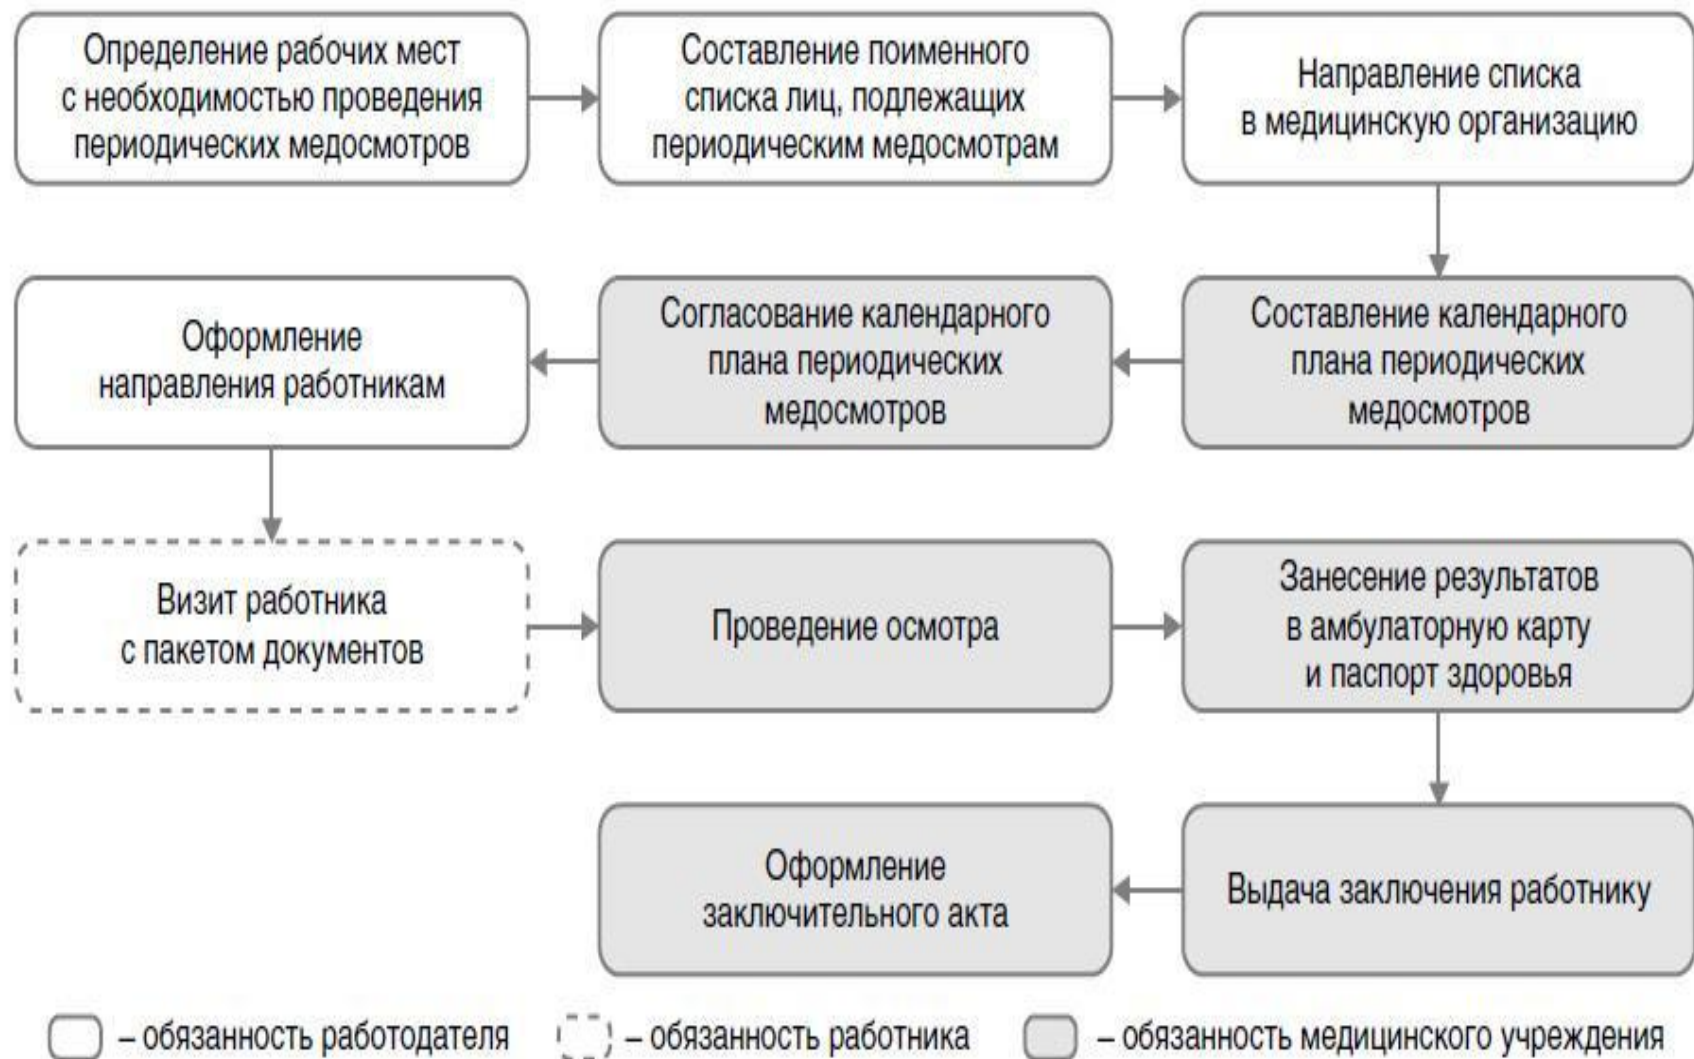 Определение рабочих мест
с необходимостью проведения
периодических медосмотров
Составление поименного
списка лиц, подлежащих
периодическим медосмотрам
Направление списка
в медицинскую организацию
Составление календарного
плана периодических
медосмотров
Согласование календарного
плана периодических
медосмотров
Оформление
направления работникам
Визит работника
с пакетом документов
Проведение осмотра
Занесение результатов
в амбулаторную карту
и паспорт здоровья
Выдача заключения работнику
Оформление
заключительного акта
– обязанность работодателя
– обязанность работника
– обязанность медицинского учреждения